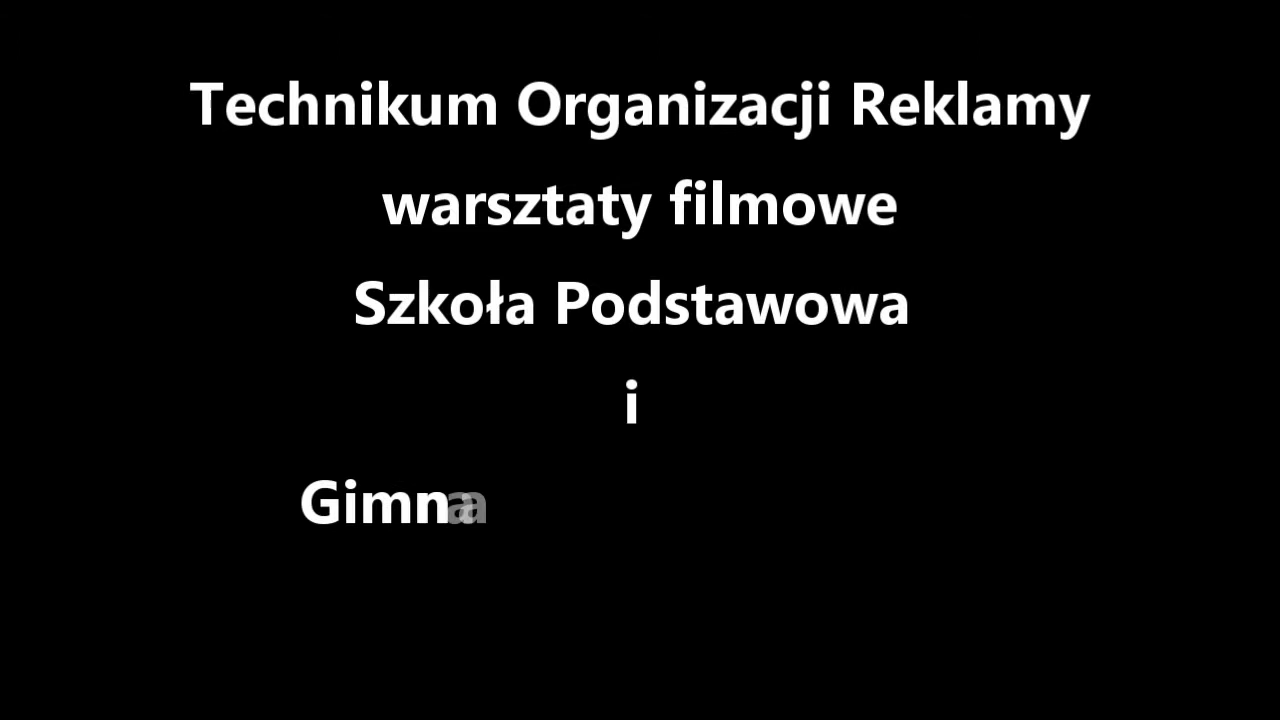 Technikum Organizacji Reklamy
warsztaty filmowe
Szkoła Podstawowa
i
Gimna